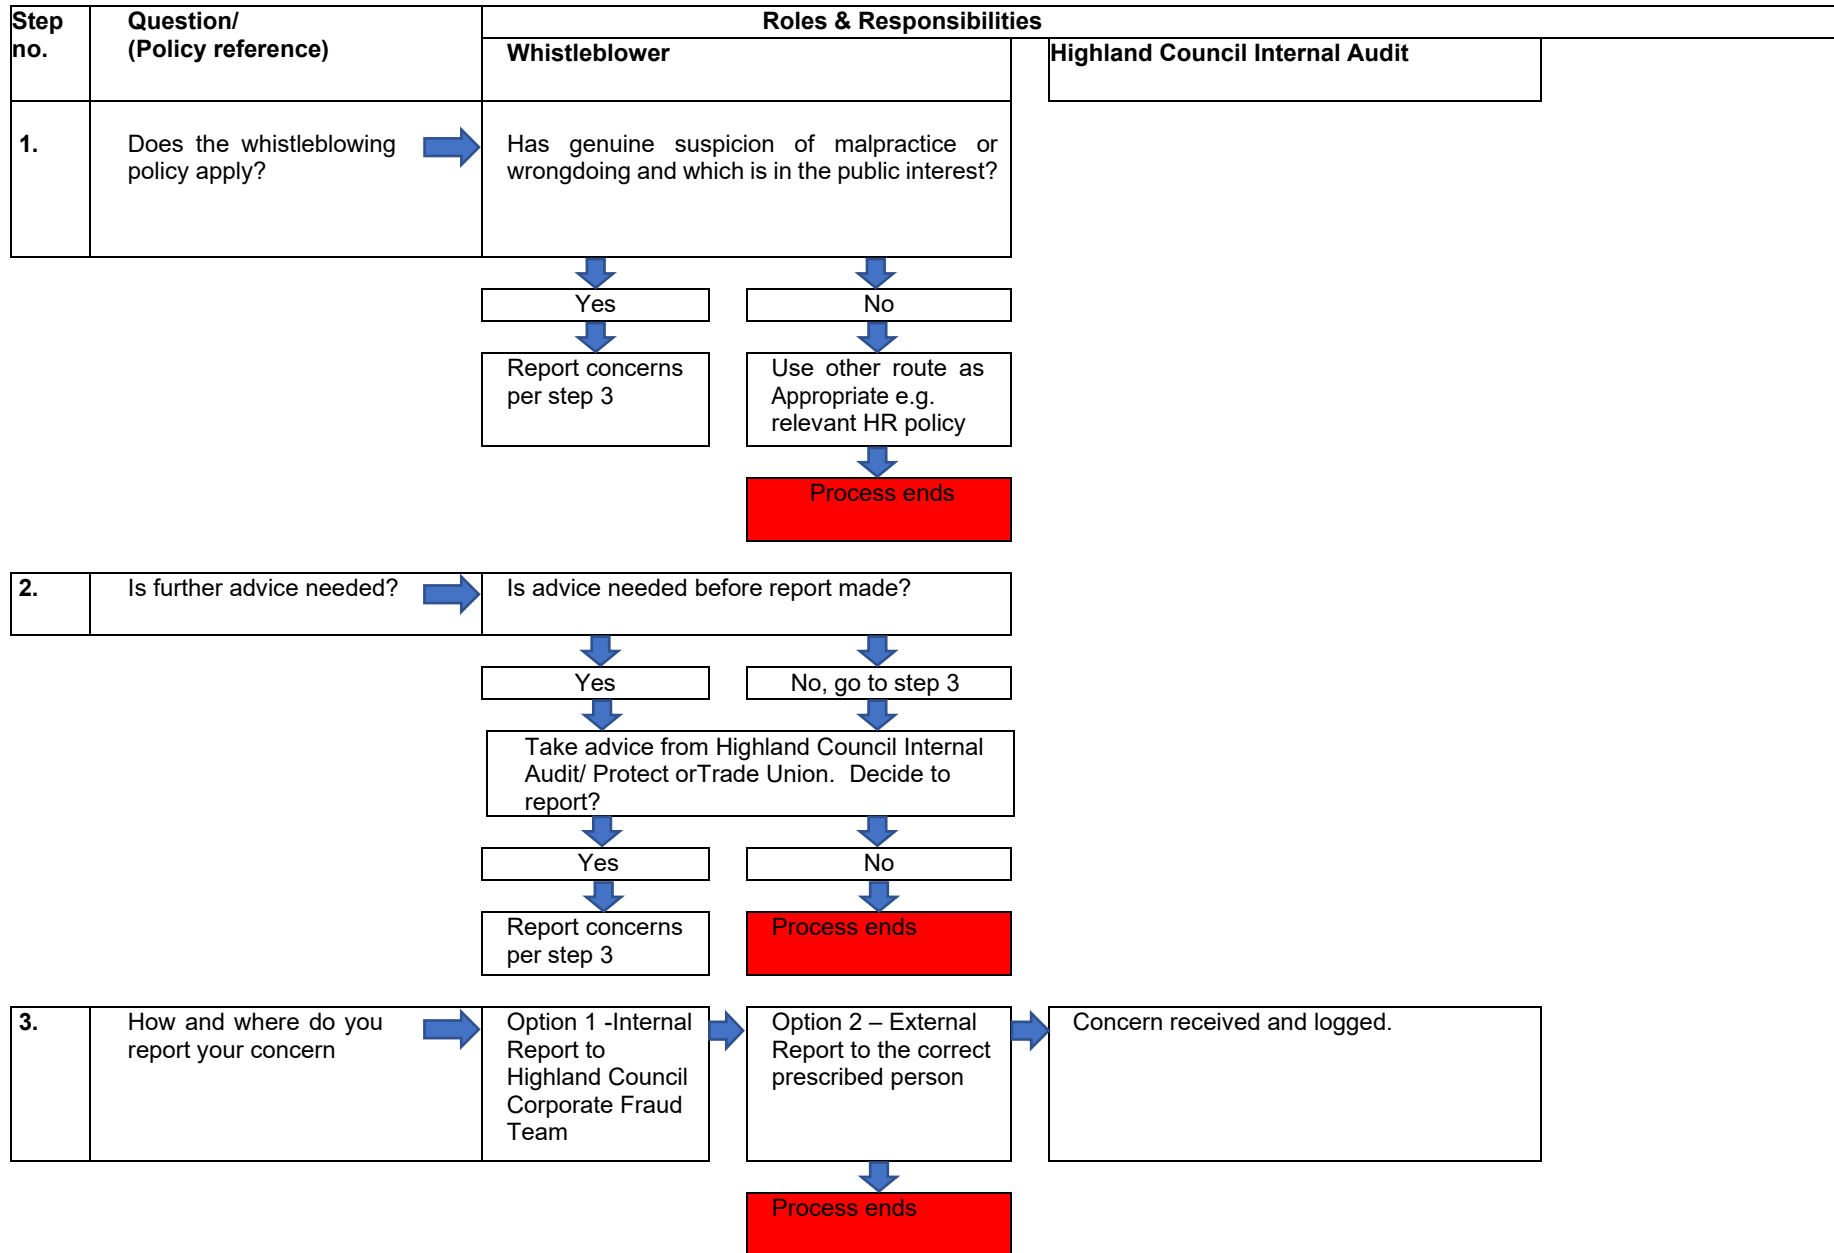 Step
no.
Question/
(Policy reference)
Roles & Responsibilities
Whistleblower
Highland Council Internal Audit
1.
Does the whistleblowing
policy apply?
Has genuine suspicion of malpractice or
wrongdoing and which is in the public interest?
Yes
No
Report concerns
per step 3
Use other route as
Appropriate e.g.
relevant HR policy
Process ends
2.
Is further advice needed?
Is advice needed before report made?
Yes
No, go to step 3
Take advice from Highland Council Internal
Audit/ Protect orTrade Union. Decide to
report?
Yes
No
Report concerns
per step 3
Process ends
3.
How and where do you
report your concern
Option 1 -Internal
Report to
Highland Council
Corporate Fraud
Team
Option 2 – External
Report to the correct
prescribed person
Concern received and logged.
Process ends